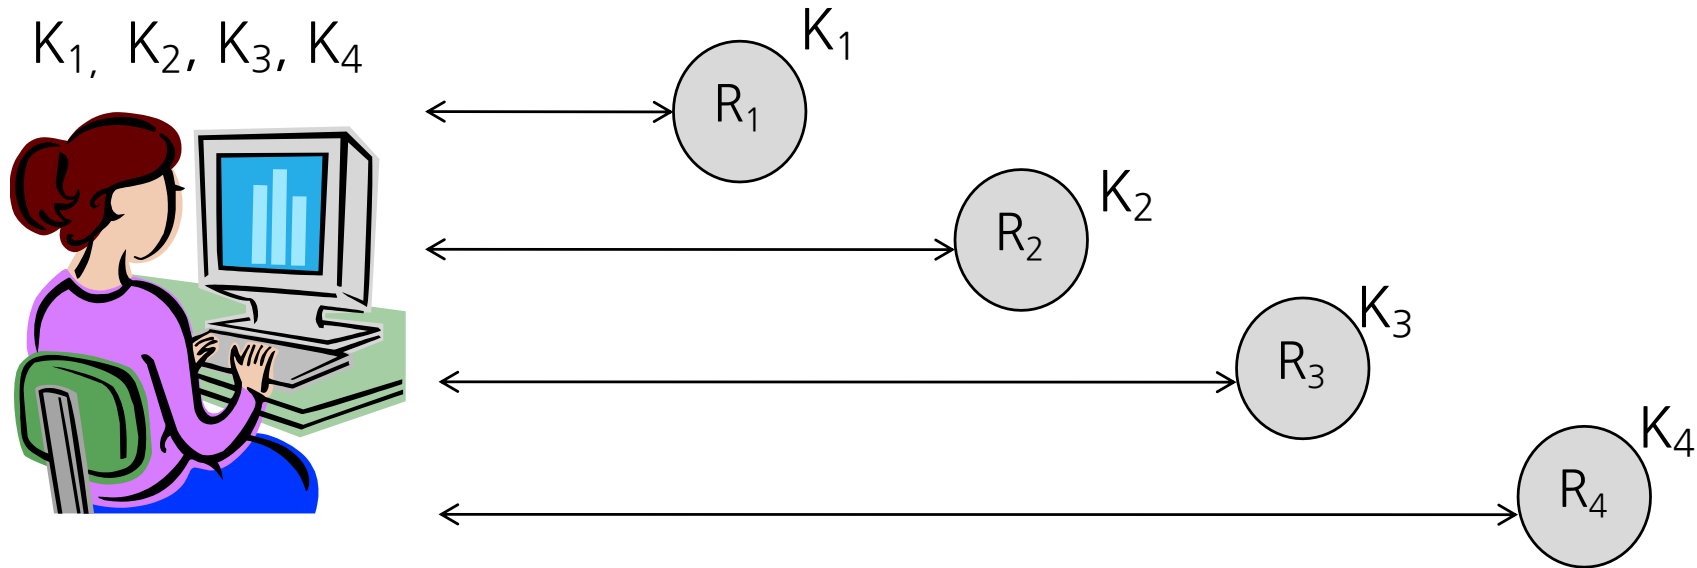 K₁, K₂, K₃, K₄
K₁
R₁
K₂
R₂
K₃
R₃
K₄
R₄